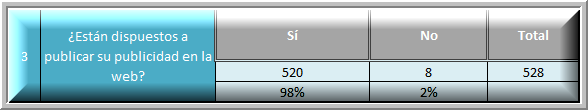 3 ¿Están dispuestos a publicar su publicidad en la web? Sí No Total
520 8 528
98% 2%